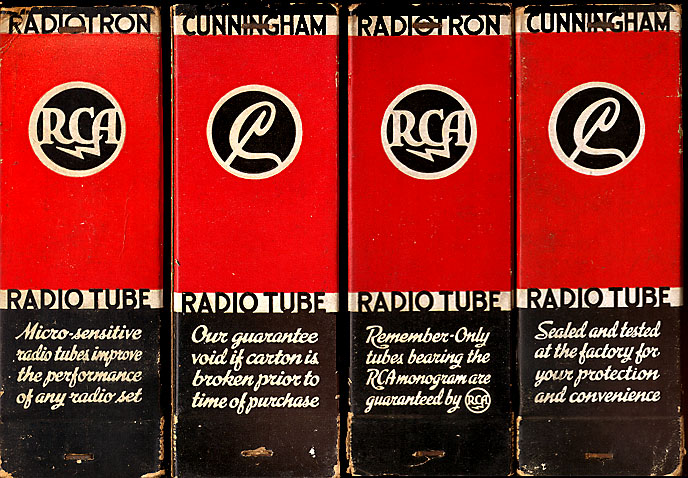 RADIOTRON
RCA
RADIO TUBE
Micro-sensitive
radio tubes improve
the performance
of any radio set
CUNNINGHAM
C
RADIO TUBE
Our guarantee
void if carton is
broken prior to
time of purchase
RADIOTRON
RCA
RADIO TUBE
Remember-Only
tubes bearing the
RCA monogram are
guaranteed by RCA
CUNNINGHAM
C
RADIO TUBE
Sealed and tested
at the factory for
your protection
and convenience